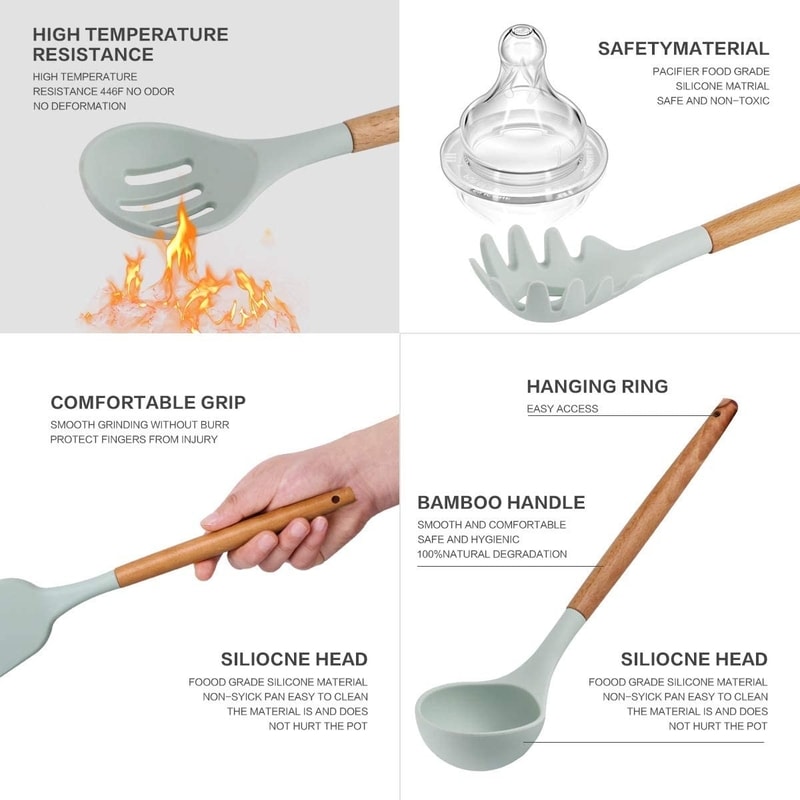 HIGH TEMPERATURE
RESISTANCE
HIGH TEMPERATURE
RESISTANCE 446F NO ODOR
NO DEFORMATION
SAFETYMATERIAL
PACIFIER FOOD GRADE
SILICONE MATRIAL
SAFE AND NON-TOXIC
COMFORTABLE GRIP
SMOOTH GRINDING WITHOUT BURR
PROTECT FINGERS FROM INJURY
SILIOCNE HEAD
FOOOD GRADE SILICONE MATERIAL
NON-SYICK PAN EASY TO CLEAN
THE MATERIAL IS AND DOES
NOT HURT THE POT
HANGING RING
EASY ACCESS
BAMBOO HANDLE
SMOOTH AND COMFORTABLE
SAFE AND HYGIENIC
100%NATURAL DEGRADATION
SILIOCNE HEAD
FOOOD GRADE SILICONE MATERIAL
NON-SYICK PAN EASY TO CLEAN
THE MATERIAL IS AND DOES
NOT HURT THE POT